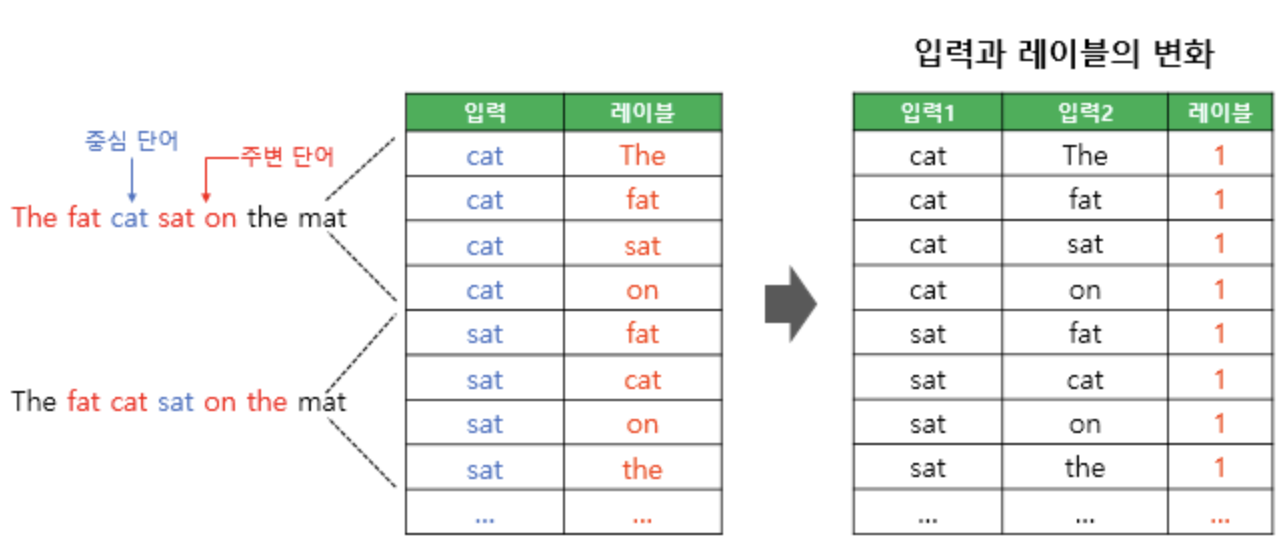 입력과 레이블의 변화
중심 단어
주변 단어
The fat cat sat on the mat
The fat cat sat on the mat
입력 레이블
cat The
cat fat
cat sat
cat on
sat fat
sat cat
sat on
sat the
... ...
입력1 입력2 레이블
cat The 1
cat fat 1
cat sat 1
cat on 1
sat fat 1
sat cat 1
sat on 1
sat the 1
... ... ...